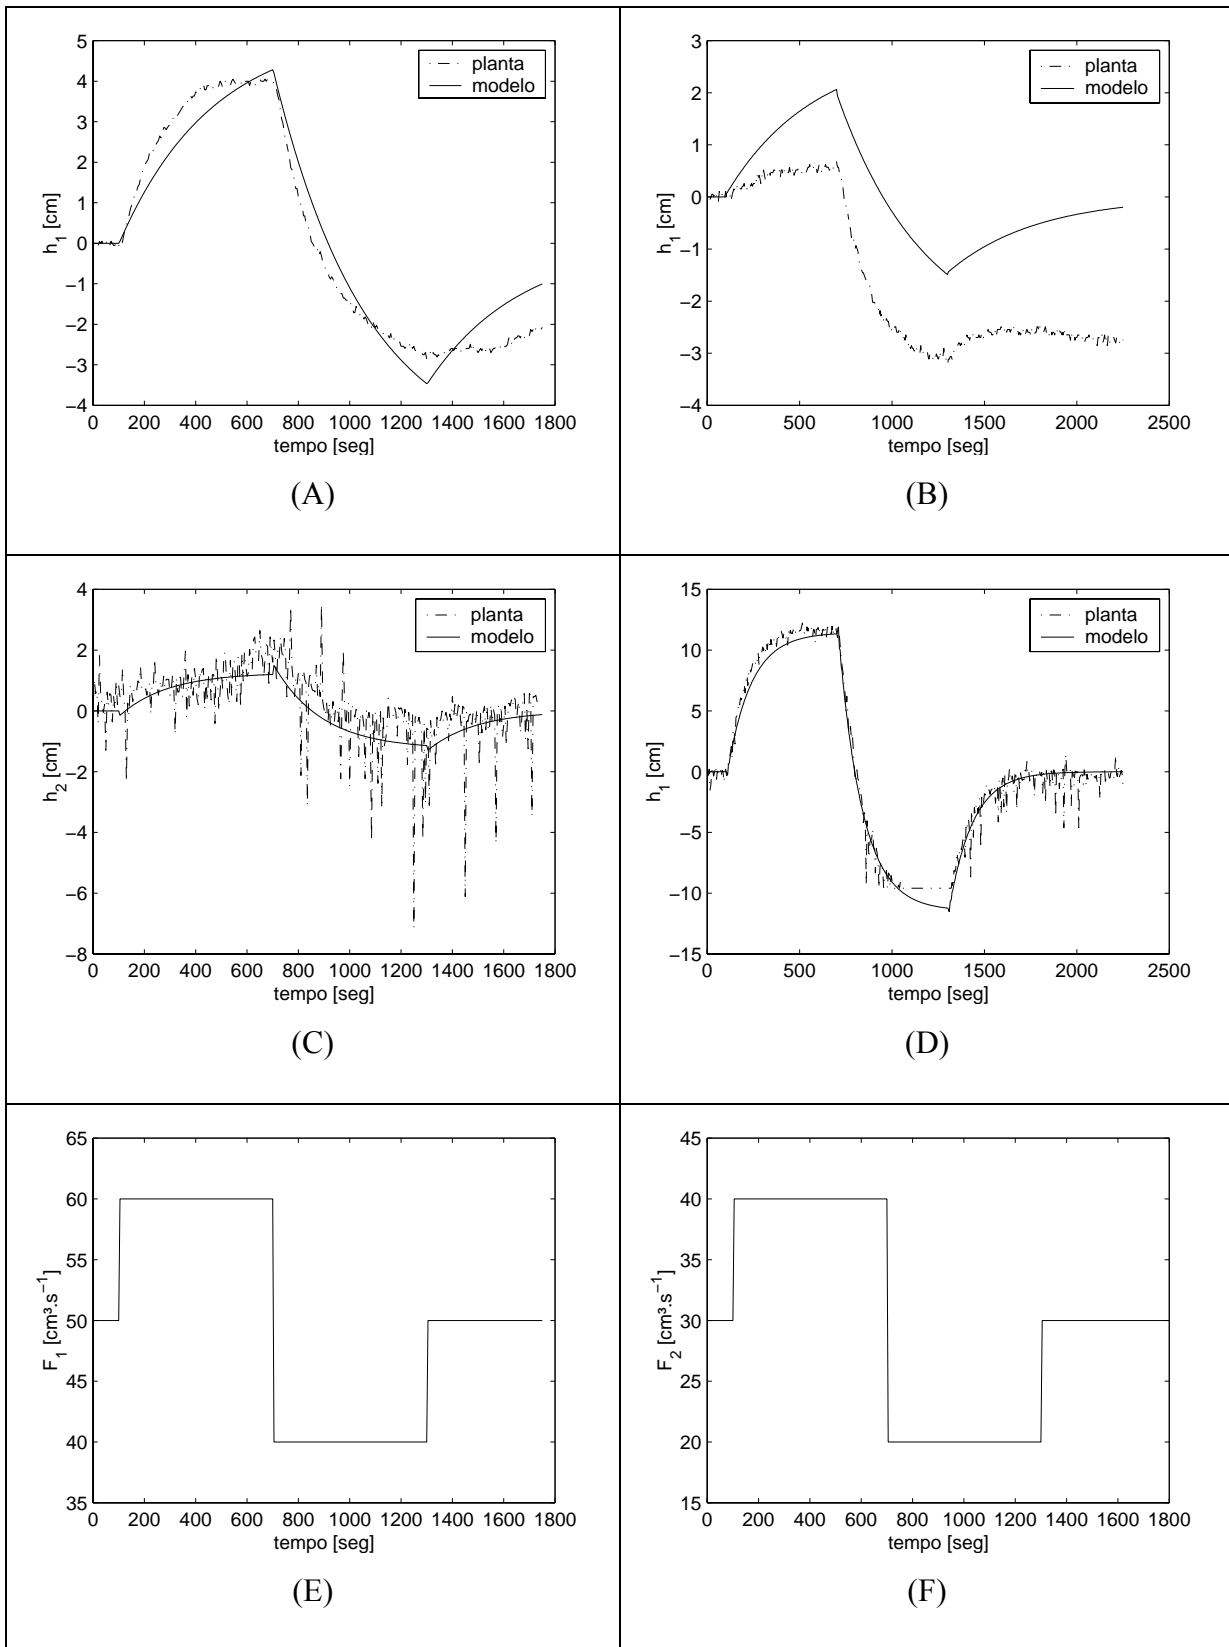 5
4
3
2
1
0
−1
−2
−3
−4
h1 [cm]
0 200 400 600 800 1000 1200 1400 1600 1800
tempo [seg]
planta
modelo
(A)
3
2
1
0
−1
−2
−3
−4
h1 [cm]
0 500 1000 1500 2000 2500
tempo [seg]
planta
modelo
(B)
4
2
0
−2
−4
−6
−8
h2 [cm]
0 200 400 600 800 1000 1200 1400 1600 1800
tempo [seg]
planta
modelo
(C)
15
10
5
0
−5
−10
−15
h1 [cm]
0 500 1000 1500 2000 2500
tempo [seg]
planta
modelo
(D)
65
60
55
50
45
40
35
F1 [cm³.s−1]
0 200 400 600 800 1000 1200 1400 1600 1800
tempo [seg]
(E)
45
40
35
30
25
20
15
F2 [cm³.s−1]
0 200 400 600 800 1000 1200 1400 1600 1800
tempo [seg]
(F)